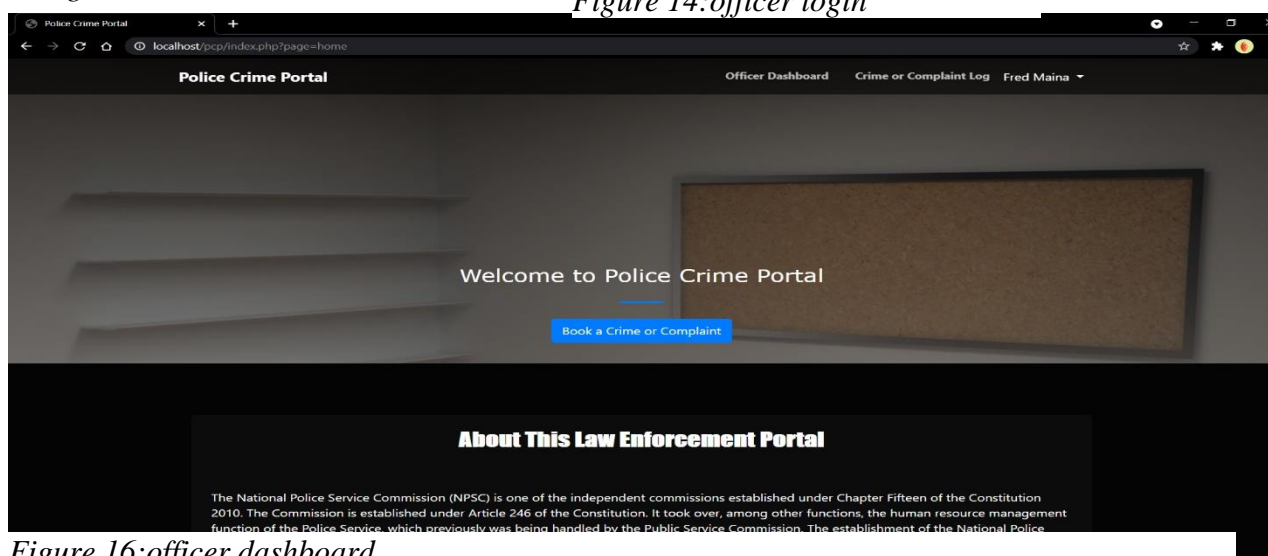 Figure 14:officer login
Police Crime Portal
localhost/pcp/index.php?page=home
Police Crime Portal
Officer Dashboard
Crime or Complaint Log
Fred Maina
Welcome to Police Crime Portal
Book a Crime or Complaint
About This Law Enforcement Portal
The National Police Service Commission (NPSC) is one of the independent commissions established under Chapter Fifteen of the Constitution
2010. The Commission is established under Article 246 of the Constitution. It took over, among other functions, the human resource management
function of the Police Service, which previously was being handled by the Public Service Commission. The establishment of the National Police
Figure 16:officer dashboard